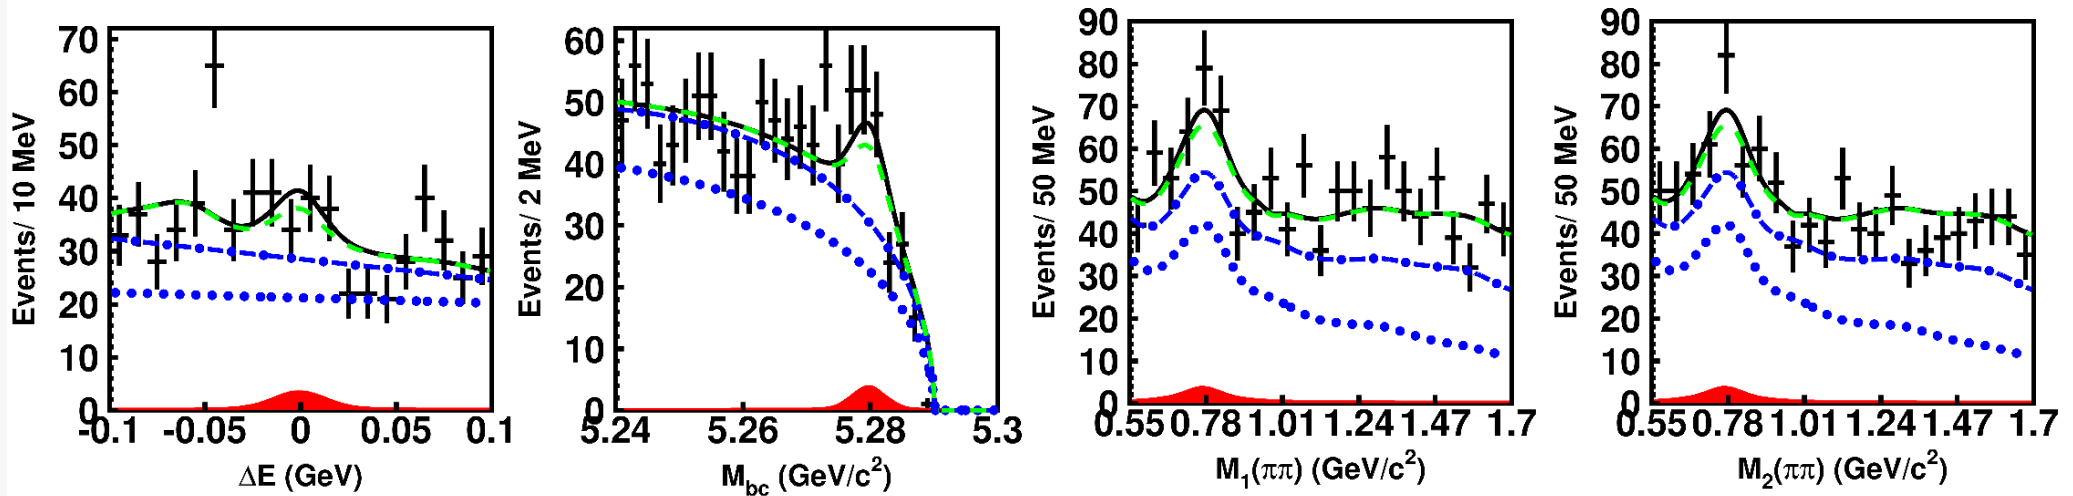 Events/ 10 MeV
70
60
50
40
30
20
10
0
-0.1 -0.05 0 0.05 0.1
ΔE (GeV)
Events/ 2 MeV
60
50
40
30
20
10
0
5.24 5.26 5.28 5.3
M_bc (GeV/c²)
Events/ 50 MeV
90
80
70
60
50
40
30
20
10
0
0.55 0.78 1.01 1.24 1.47 1.7
M₁(ππ) (GeV/c²)
Events/ 50 MeV
90
80
70
60
50
40
30
20
10
0
0.55 0.78 1.01 1.24 1.47 1.7
M₂(ππ) (GeV/c²)